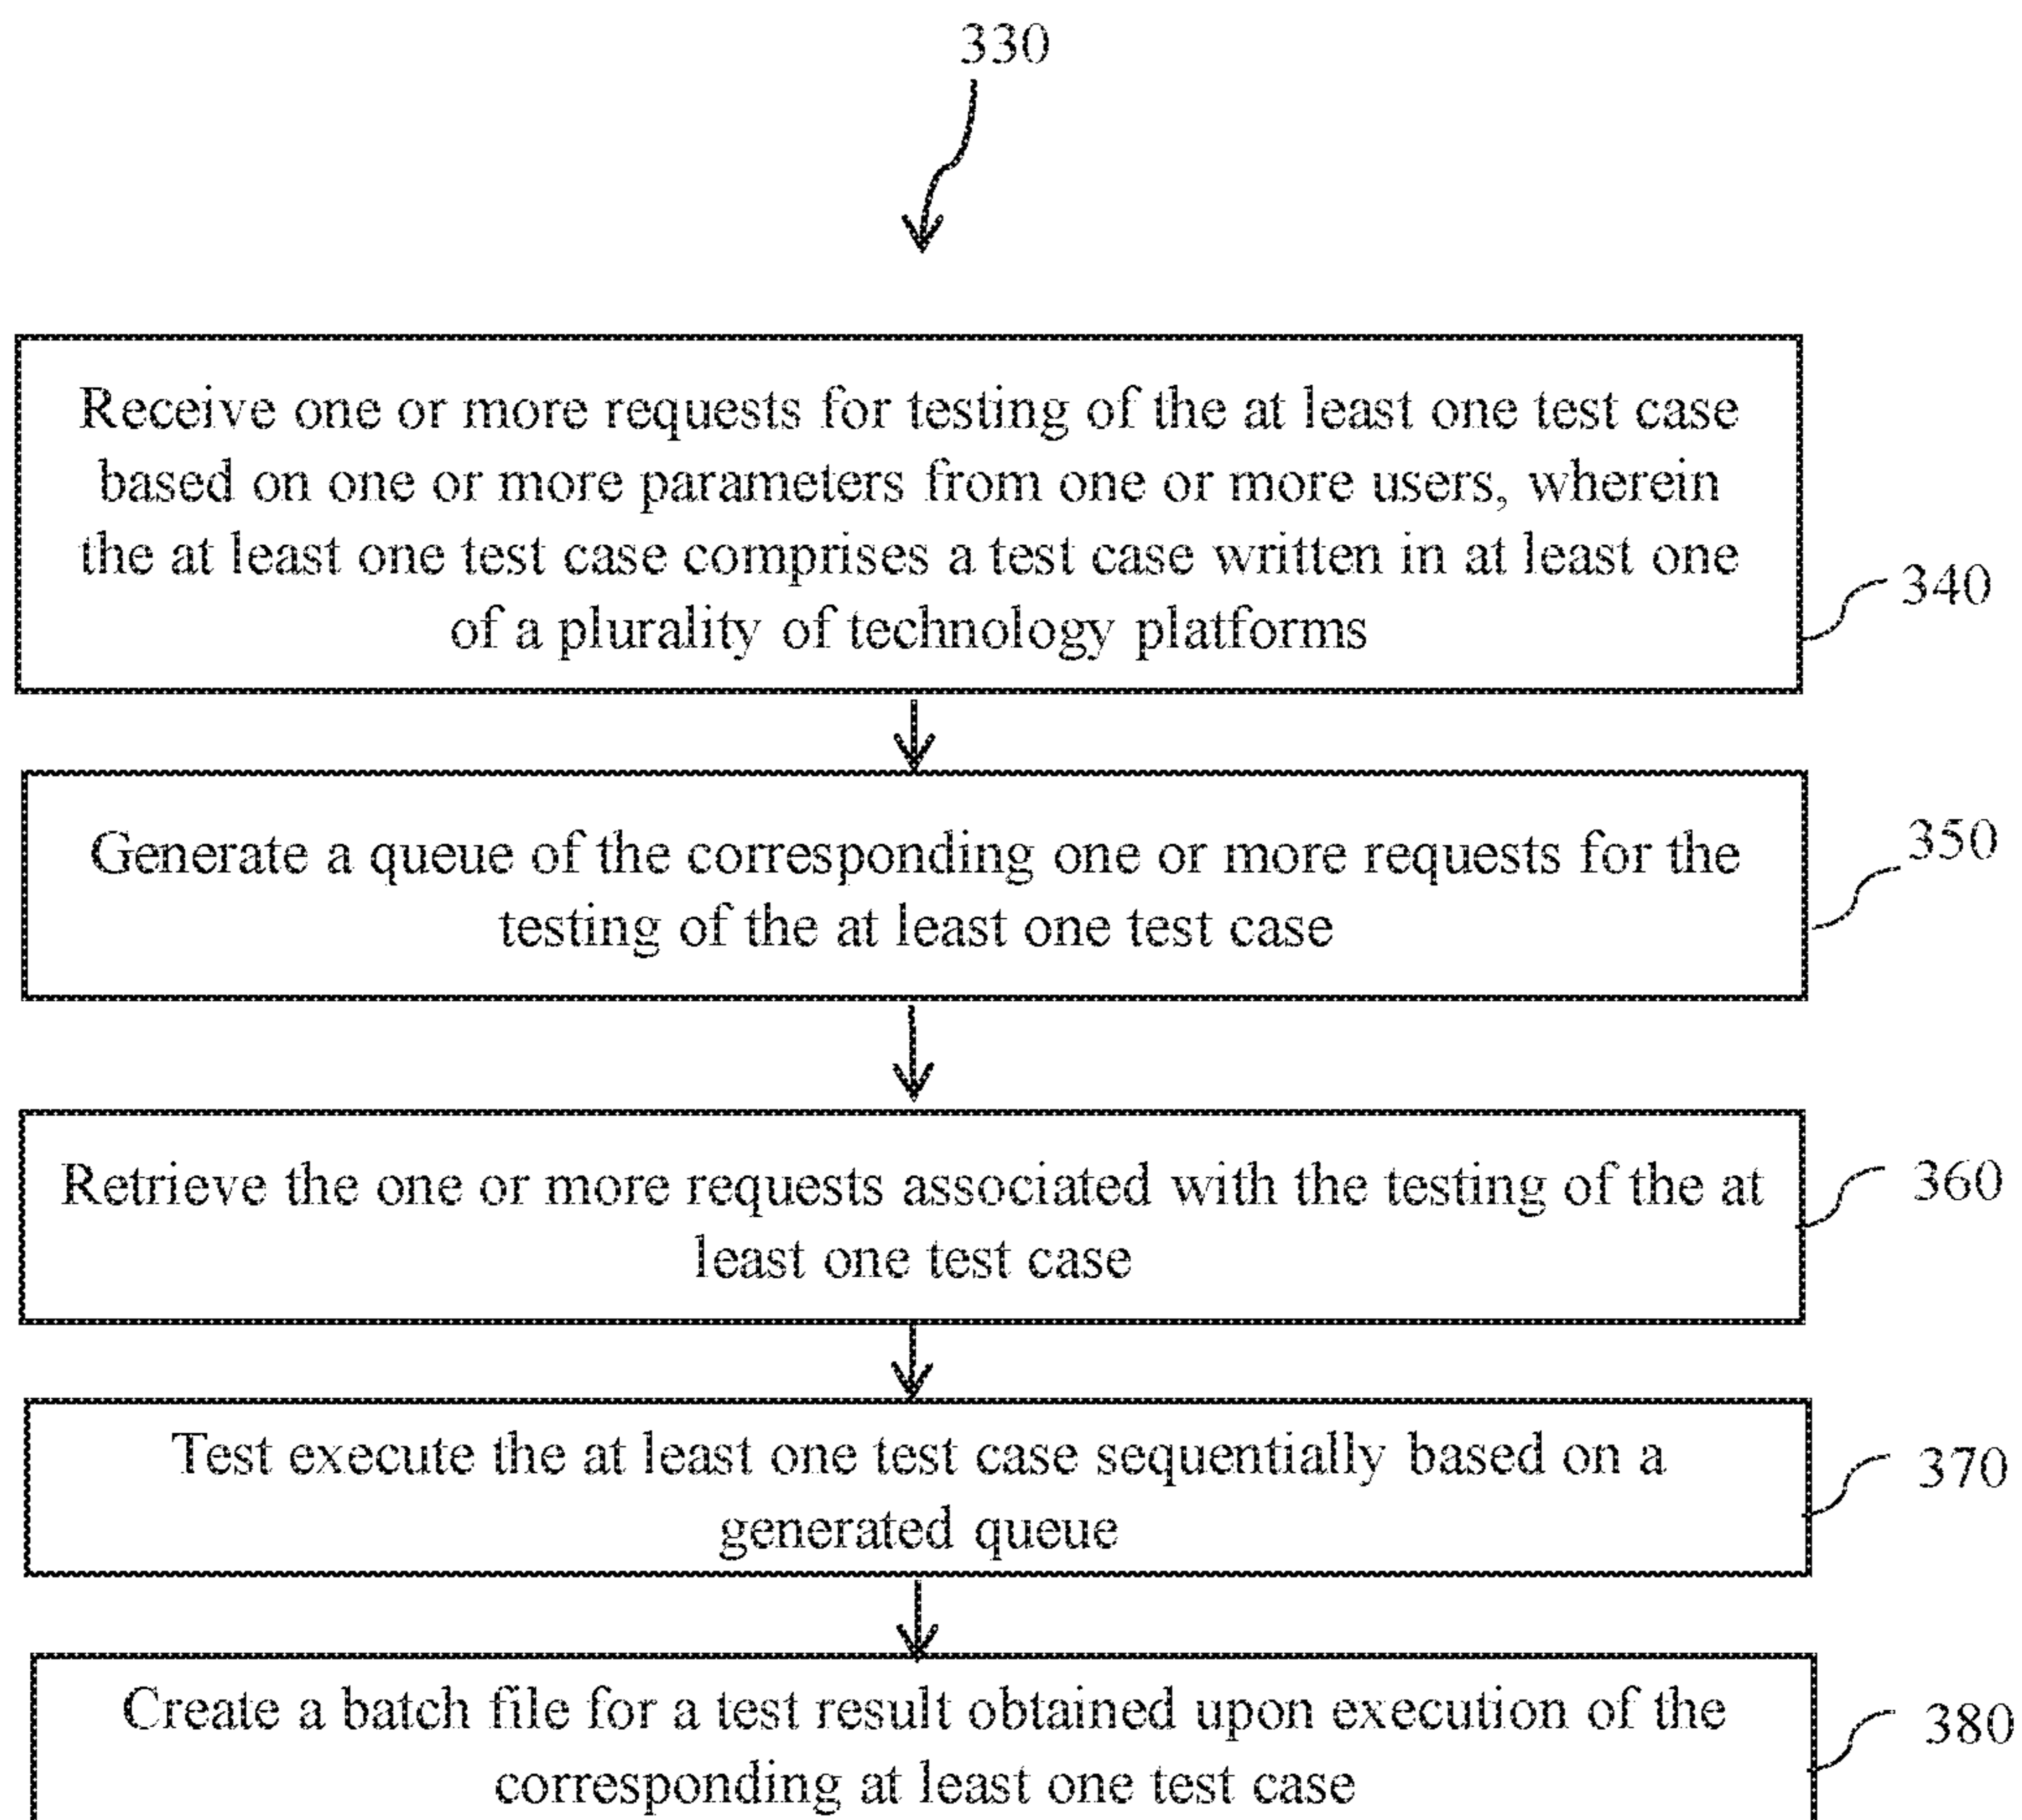 330
Receive one or more requests for testing of the at least one test case
based on one or more parameters from one or more users, wherein
the at least one test case comprises a test case written in at least one
of a plurality of technology platforms
340
Generate a queue of the corresponding one or more requests for the
testing of the at least one test case
350
Retrieve the one or more requests associated with the testing of the at
least one test case
360
Test execute the at least one test case sequentially based on a
generated queue
370
Create a batch file for a test result obtained upon execution of the
corresponding at least one test case
380